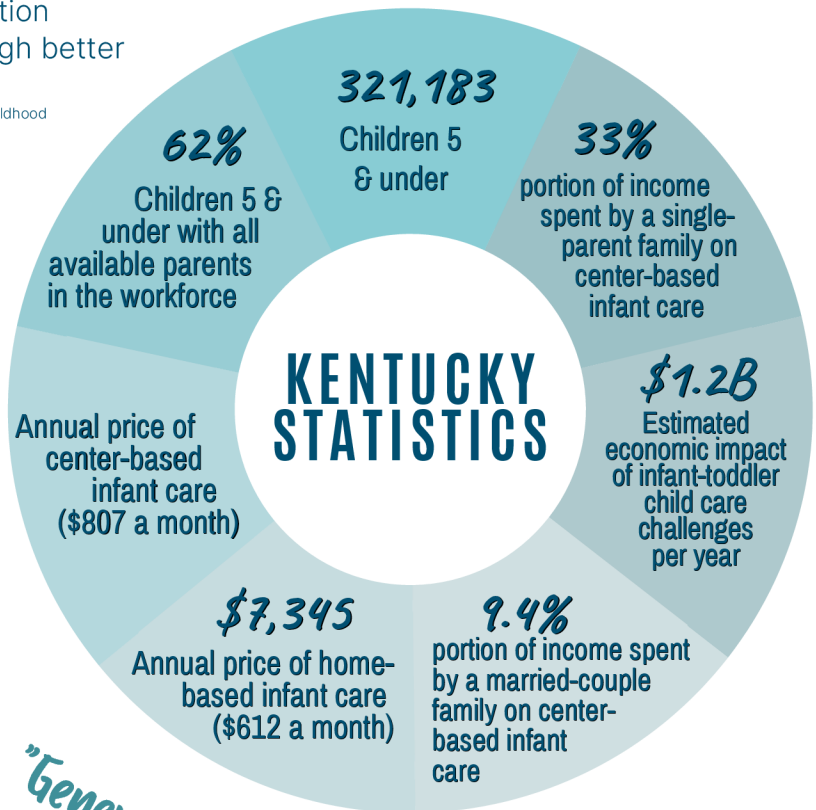 tion
gh better
ldhood
321,183
Children 5
& under
33%
portion of income
spent by a single-
parent family on
center-based
infant care
$1.2B
Estimated
economic impact
of infant-toddler
child care
challenges
per year
9.4%
portion of income spent
by a married-couple
family on center-
based infant
care
$7,345
Annual price of home-
based infant care
($612 a month)
Annual price of
center-based
infant care
($807 a month)
62%
Children 5 &
under with all
available parents
in the workforce
KENTUCKY
STATISTICS
"Gene